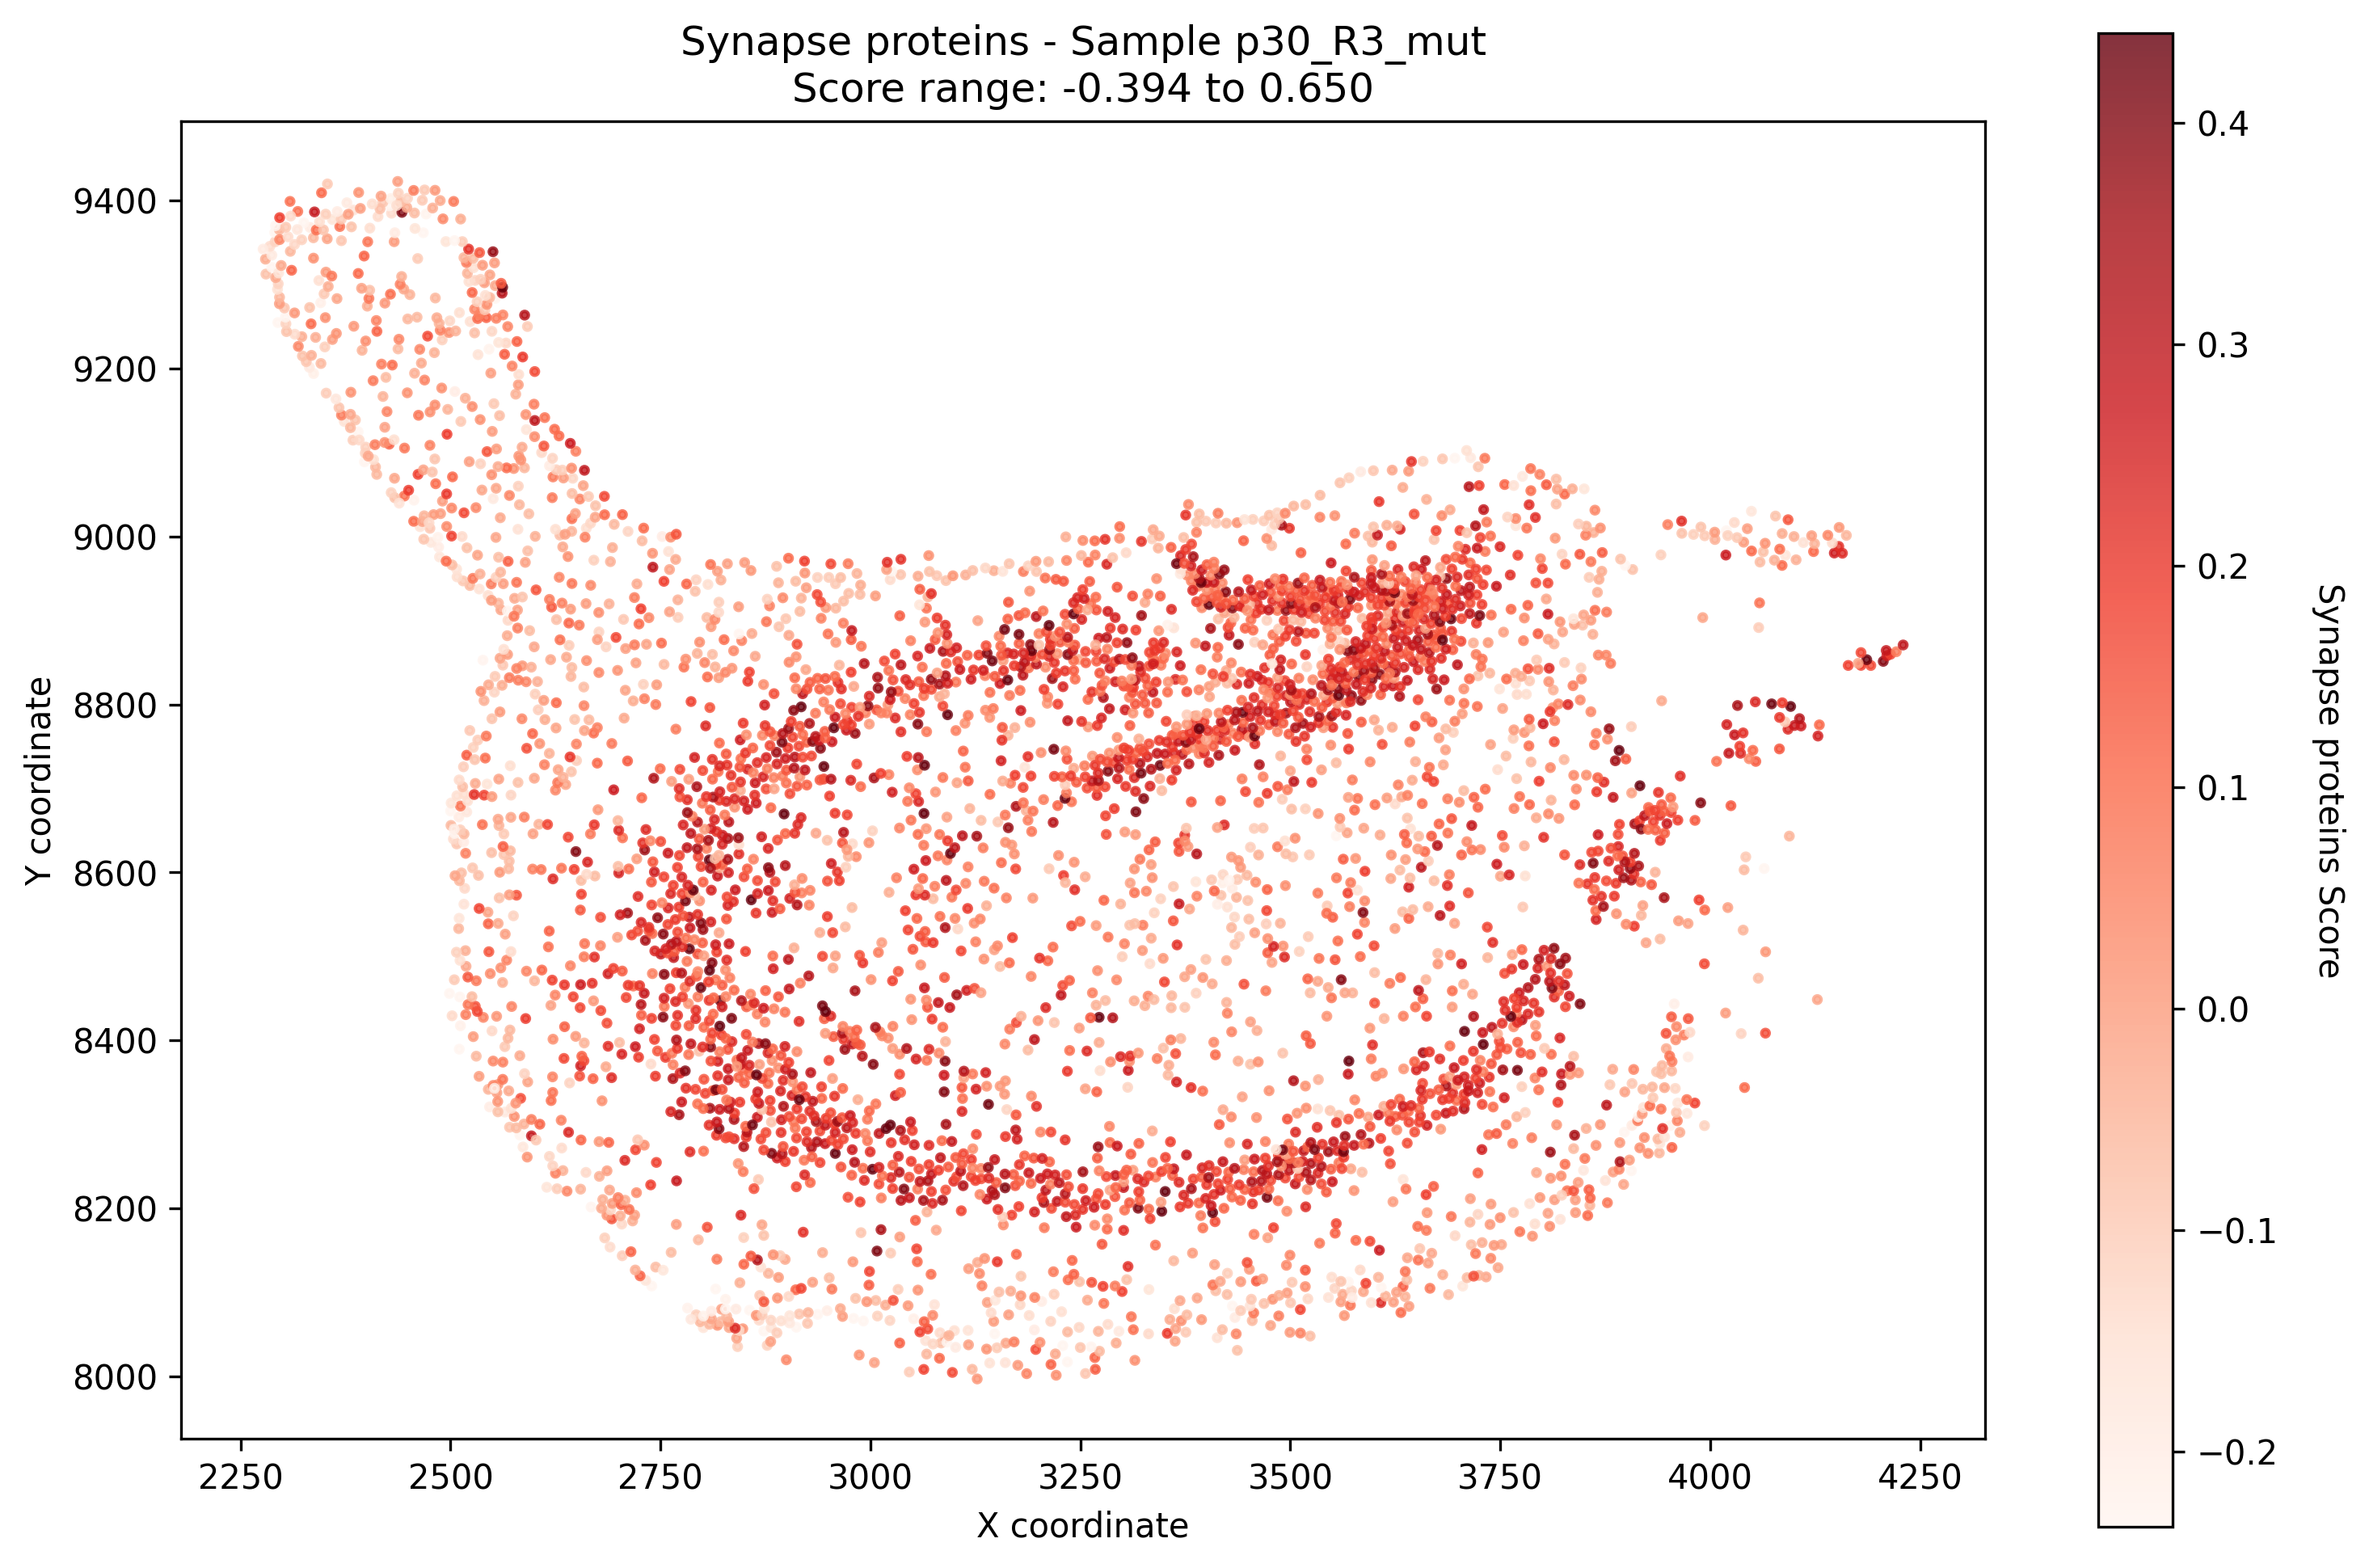 Synapse proteins - Sample p30_R3_mut
Score range: -0.394 to 0.650
Y coordinate
9400
9200
9000
8800
8600
8400
8200
8000
2250 2500 2750 3000 3250 3500 3750 4000 4250
X coordinate
0.4
0.3
0.2
0.1
0.0
−0.1
−0.2
Synapse proteins Score